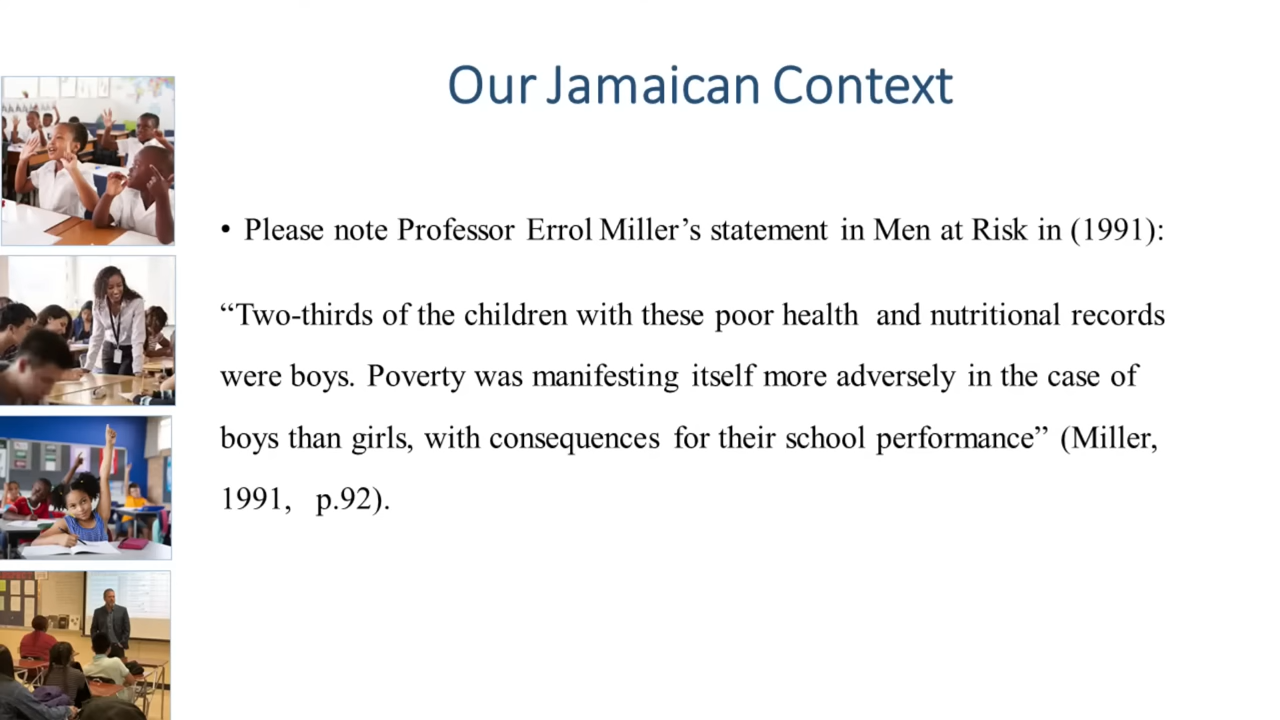 Our Jamaican Context
• Please note Professor Errol Miller’s statement in Men at Risk in (1991):
“Two-thirds of the children with these poor health and nutritional records
were boys. Poverty was manifesting itself more adversely in the case of
boys than girls, with consequences for their school performance” (Miller,
1991, p.92).